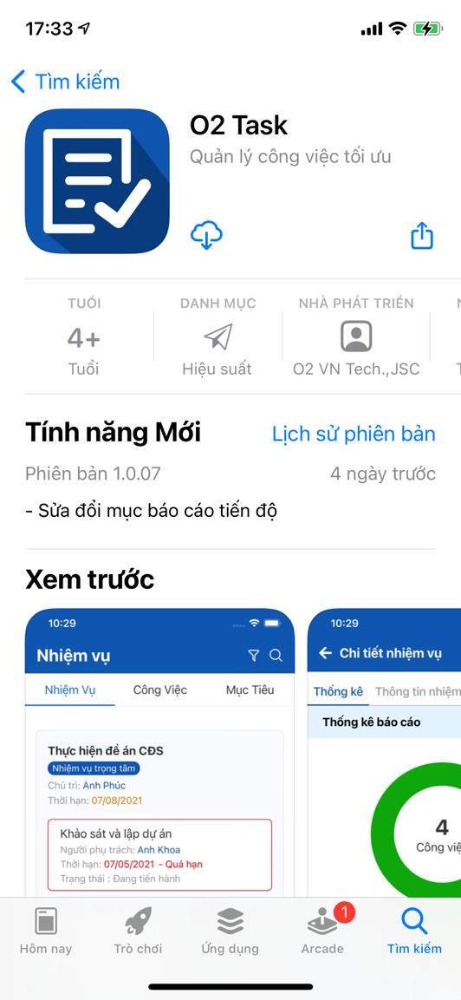 17:33
Tìm kiếm
O2 Task
Quản lý công việc tối ưu
TUỔI
4+
Tuổi
DANH MỤC
Hiệu suất
NHÀ PHÁT TRIỂN
O2 VN Tech.,JSC
Tính năng Mới
Lịch sử phiên bản
Phiên bản 1.0.07
4 ngày trước
- Sửa đổi mục báo cáo tiến độ
Xem trước
10:29
Nhiệm vụ
Nhiệm Vụ
Công Việc
Mục Tiêu
Thực hiện đề án CĐS
Nhiệm vụ trọng tâm
Chủ trì: Anh Phúc
Thời hạn: 07/08/2021
Khảo sát và lập dự án
Người phụ trách: Anh Khoa
Thời hạn: 07/05/2021 - Quá hạn
Trạng thái : Đang tiến hành
10:29
Chi tiết nhiệm vụ
Thống kê
Thông tin nhiệm
Thống kê báo cáo
4
Công việ
Hôm nay
Trò chơi
Ứng dụng
1
Arcade
Tìm kiếm